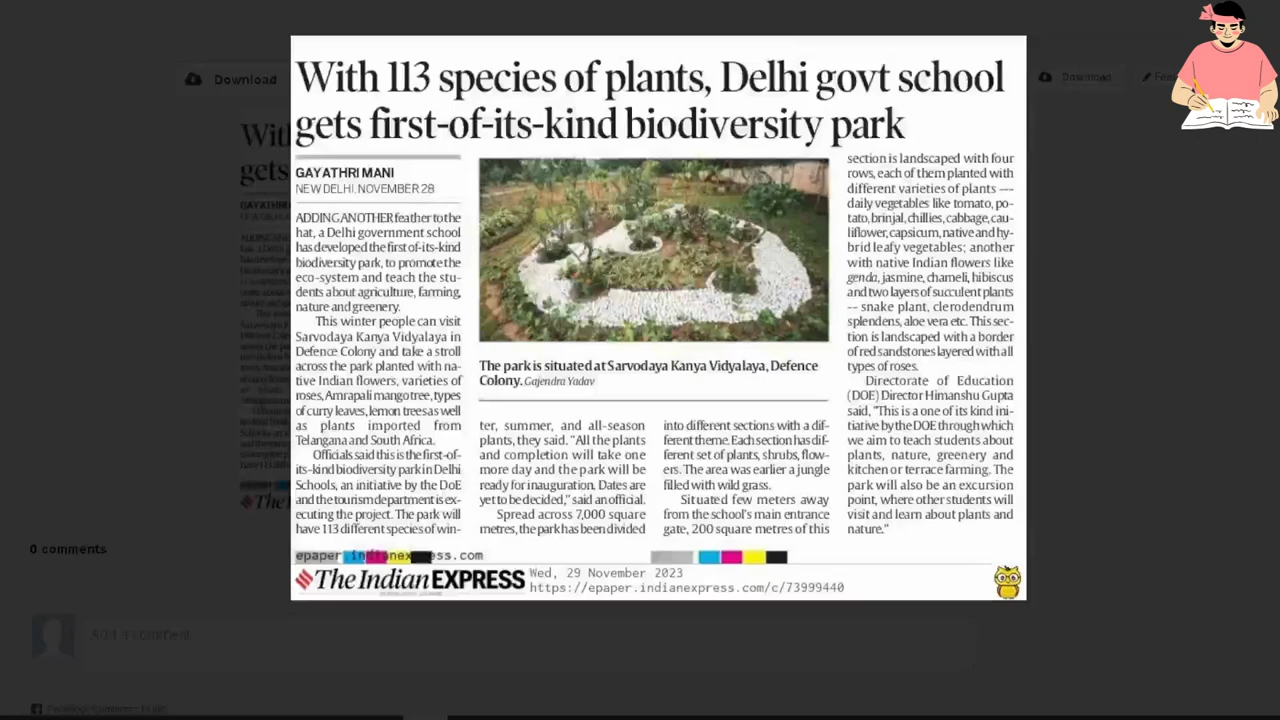 Download
With 113 species of plants, Delhi govt school
gets first-of-its-kind biodiversity park
GAYATHRI MANI
NEW DELHI, NOVEMBER 28
ADDING ANOTHER feather to the
hat, a Delhi government school
has developed the first of-its-kind
biodiversity park, to promote the
eco-system and teach the stu-
dents about agriculture, farming,
nature and greenery.
This winter people can visit
Sarvodaya Kanya Vidyalaya in
Defence Colony and take a stroll
across the park planted with na-
tive Indian flowers, varieties of
roses, Amrapali mango tree, types
of curry leaves, lemon trees as well
as plants imported from
Telangana and South Africa.
Officials said this is the first-of-
its-kind biodiversity park in Delhi
Schools, an initiative by the DoE
and the tourism department is ex-
ecuting the project. The park will
have 113 different species of win-
The park is situated at Sarvodaya Kanya Vidyalaya, Defence
Colony. Gajendra Yadav
ter, summer, and all-season
plants, they said. "All the plants
and completion will take one
more day and the park will be
ready for inauguration. Dates are
yet to be decided," said an official.
Spread across 7,000 square
metres, the park has been divided
into different sections with a dif-
ferent theme. Each section has dif-
ferent set of plants, shrubs, flow-
ers. The area was earlier a jungle
filled with wild grass.
Situated few meters away
from the school's main entrance
gate, 200 square metres of this
section is landscaped with four
rows, each of them planted with
different varieties of plants ––
daily vegetables like tomato, po-
tato, brinjal, chillies, cabbage, cau-
liflower, capsicum, native and hy-
brid leafy vegetables; another
with native Indian flowers like
genda, jasmine, chameli, hibiscus
and two layers of succulent plants
-- snake plant, clerodendrum
splendens, aloe vera etc. This sec-
tion is landscaped with a border
of red sandstones layered with all
types of roses.
Directorate of Education
(DOE) Director Himanshu Gupta
said, "This is a one of its kind ini-
tiative by the DOE through which
we aim to teach students about
plants, nature, greenery and
kitchen or terrace farming. The
park will also be an excursion
point, where other students will
visit and learn about plants and
nature."
epaper.indianexpress.com
The Indian EXPRESS
Wed, 29 November 2023
https://epaper.indianexpress.com/c/73999440
Download
0 comments
Add a comment